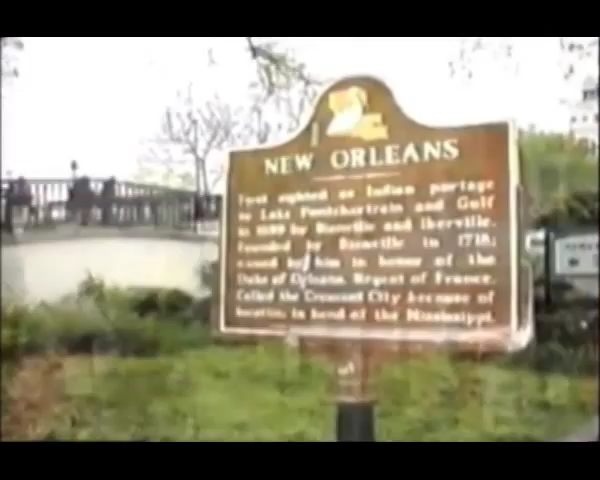 NEW ORLEANS
First sighted as Indian portage
to Lake Pontchartrain and Gulf
in 1699 by Bienville and Iberville.
Founded by Bienville in 1718;
named by him in honor of the
Duke of Orleans, Regent of France.
Called the Crescent City because of
location in bend of the Mississippi.